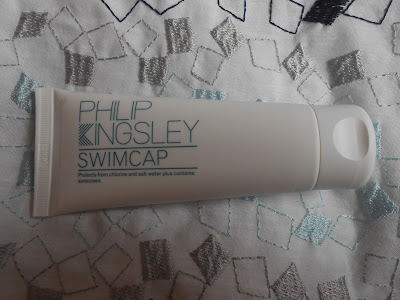 PHILIP
KINGSLEY
SWIMCAP
Protects from chlorine and salt water plus contains
sunscreen.